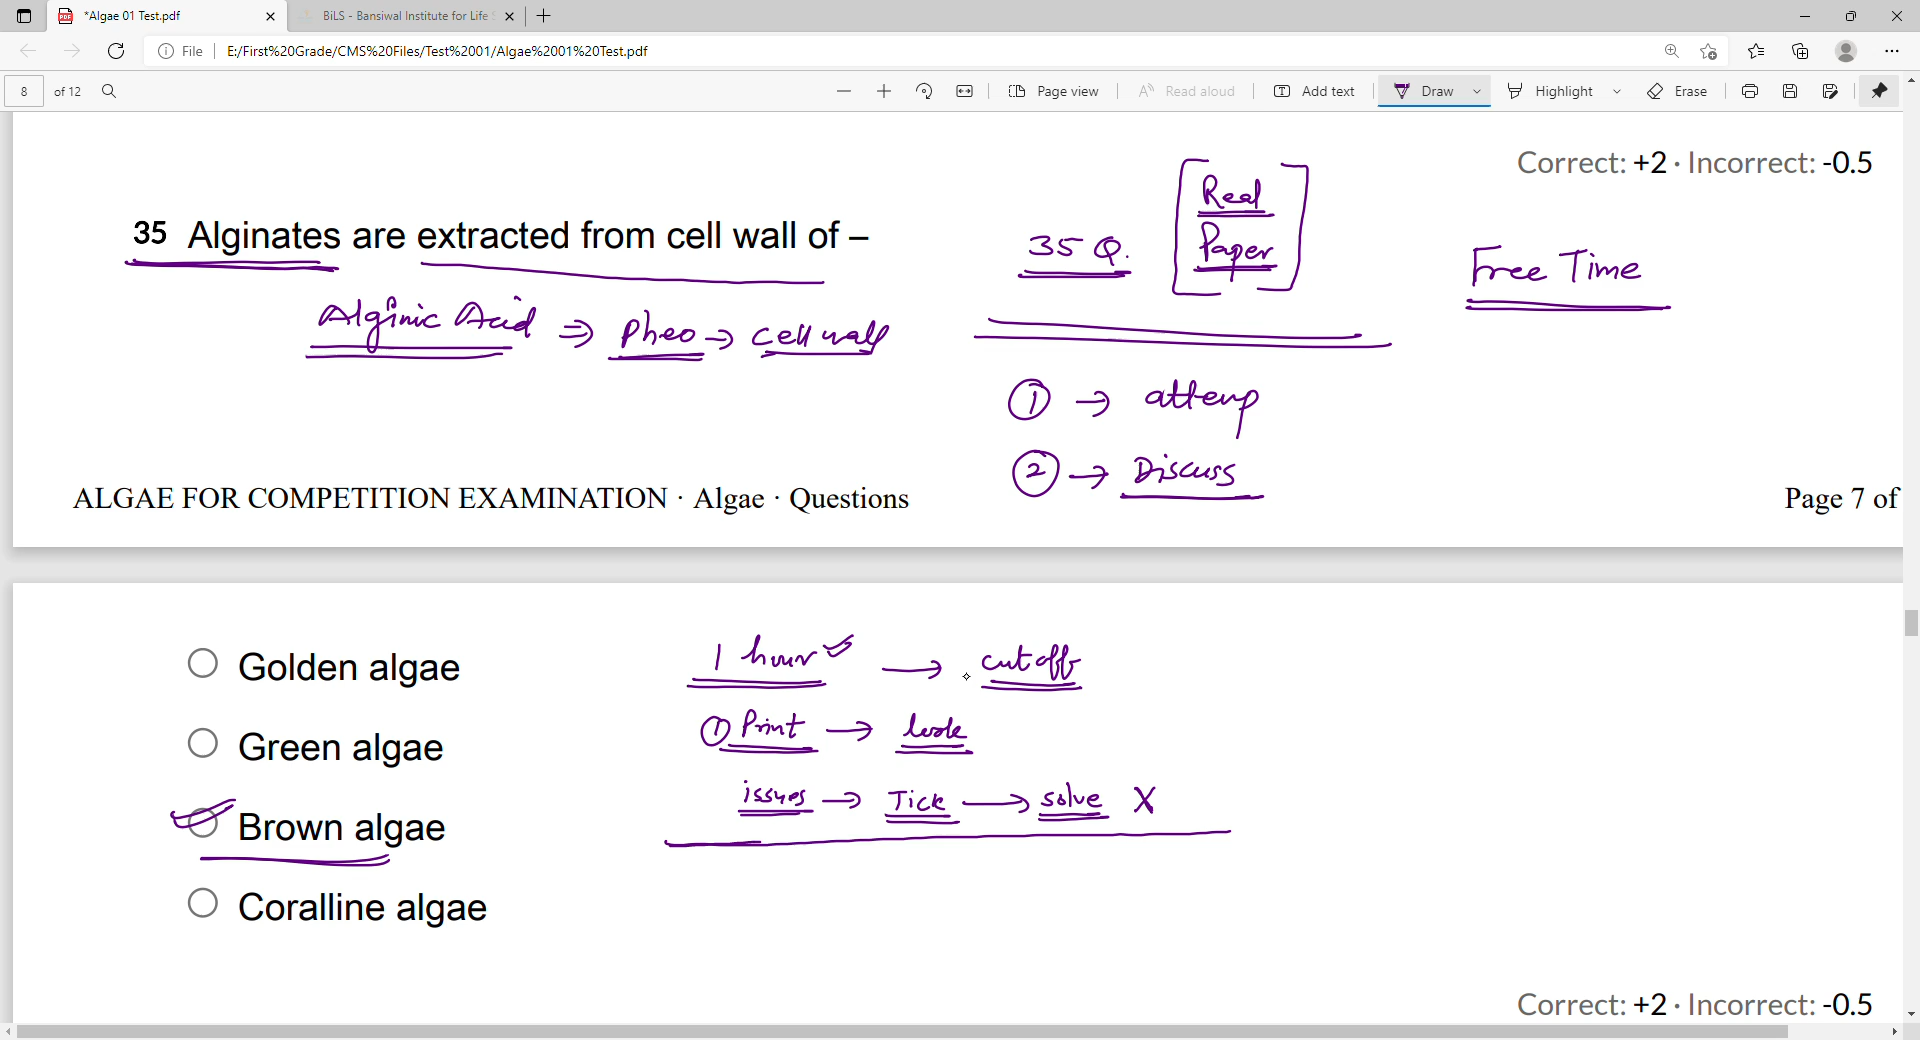 *Algae 01 Test.pdf
BiLS - Bansiwal Institute for Life S
File E:/First%20Grade/CMS%20Files/Test%2001/Algae%2001%20Test.pdf
8 of 12 Page view Read aloud Add text Draw Highlight Erase
Correct: +2 · Incorrect: -0.5
35 Alginates are extracted from cell wall of –
35 Q.
Real
Paper
Free Time
Alginic Acid ⇒ Pheo → cell wall
① → attemp
② → Discuss
ALGAE FOR COMPETITION EXAMINATION · Algae · Questions
Page 7 of
Golden algae
Green algae
Brown algae
Coralline algae
1 hour → cutoff
① Print →
issues → Tick → solve X
Correct: +2 · Incorrect: -0.5